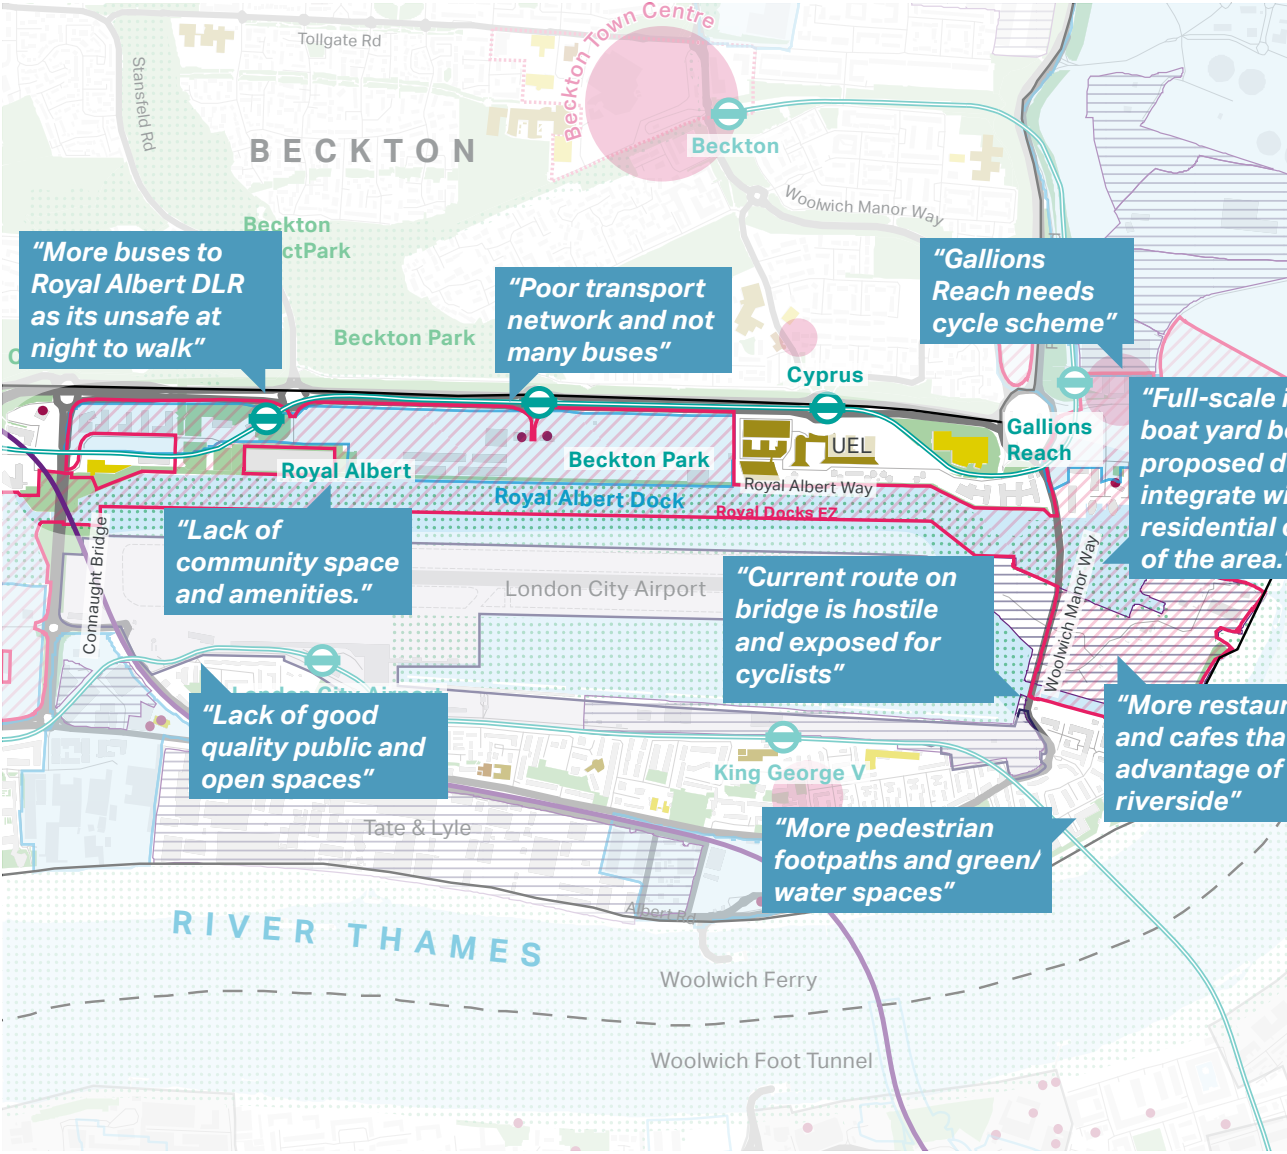 Beckton Town Centre
Tollgate Rd
Stansfeld Rd
BECKTON
Beckton
Woolwich Manor Way
Beckton
ctPark
“More buses to
Royal Albert DLR
as its unsafe at
night to walk”
“Poor transport
network and not
many buses”
“Gallions
Reach needs
cycle scheme”
Beckton Park
Cyprus
“Full-scale
boat yard
proposed
integrate
residential
of the area.
Gallions
Reach
UEL
Royal Albert
Beckton Park
Royal Albert Way
Royal Albert Dock
Royal Docks EZ
“Lack of
community space
and amenities.”
Connaught Bridge
London City Airport
“Current route on
bridge is hostile
and exposed for
cyclists”
Woolwich Manor Way
London City Airport
“Lack of good
quality public and
open spaces”
“More
and cafes
advantage of
riverside”
King George V
Tate & Lyle
“More pedestrian
footpaths and green/
water spaces”
Albert Rd
RIVER THAMES
Woolwich Ferry
Woolwich Foot Tunnel